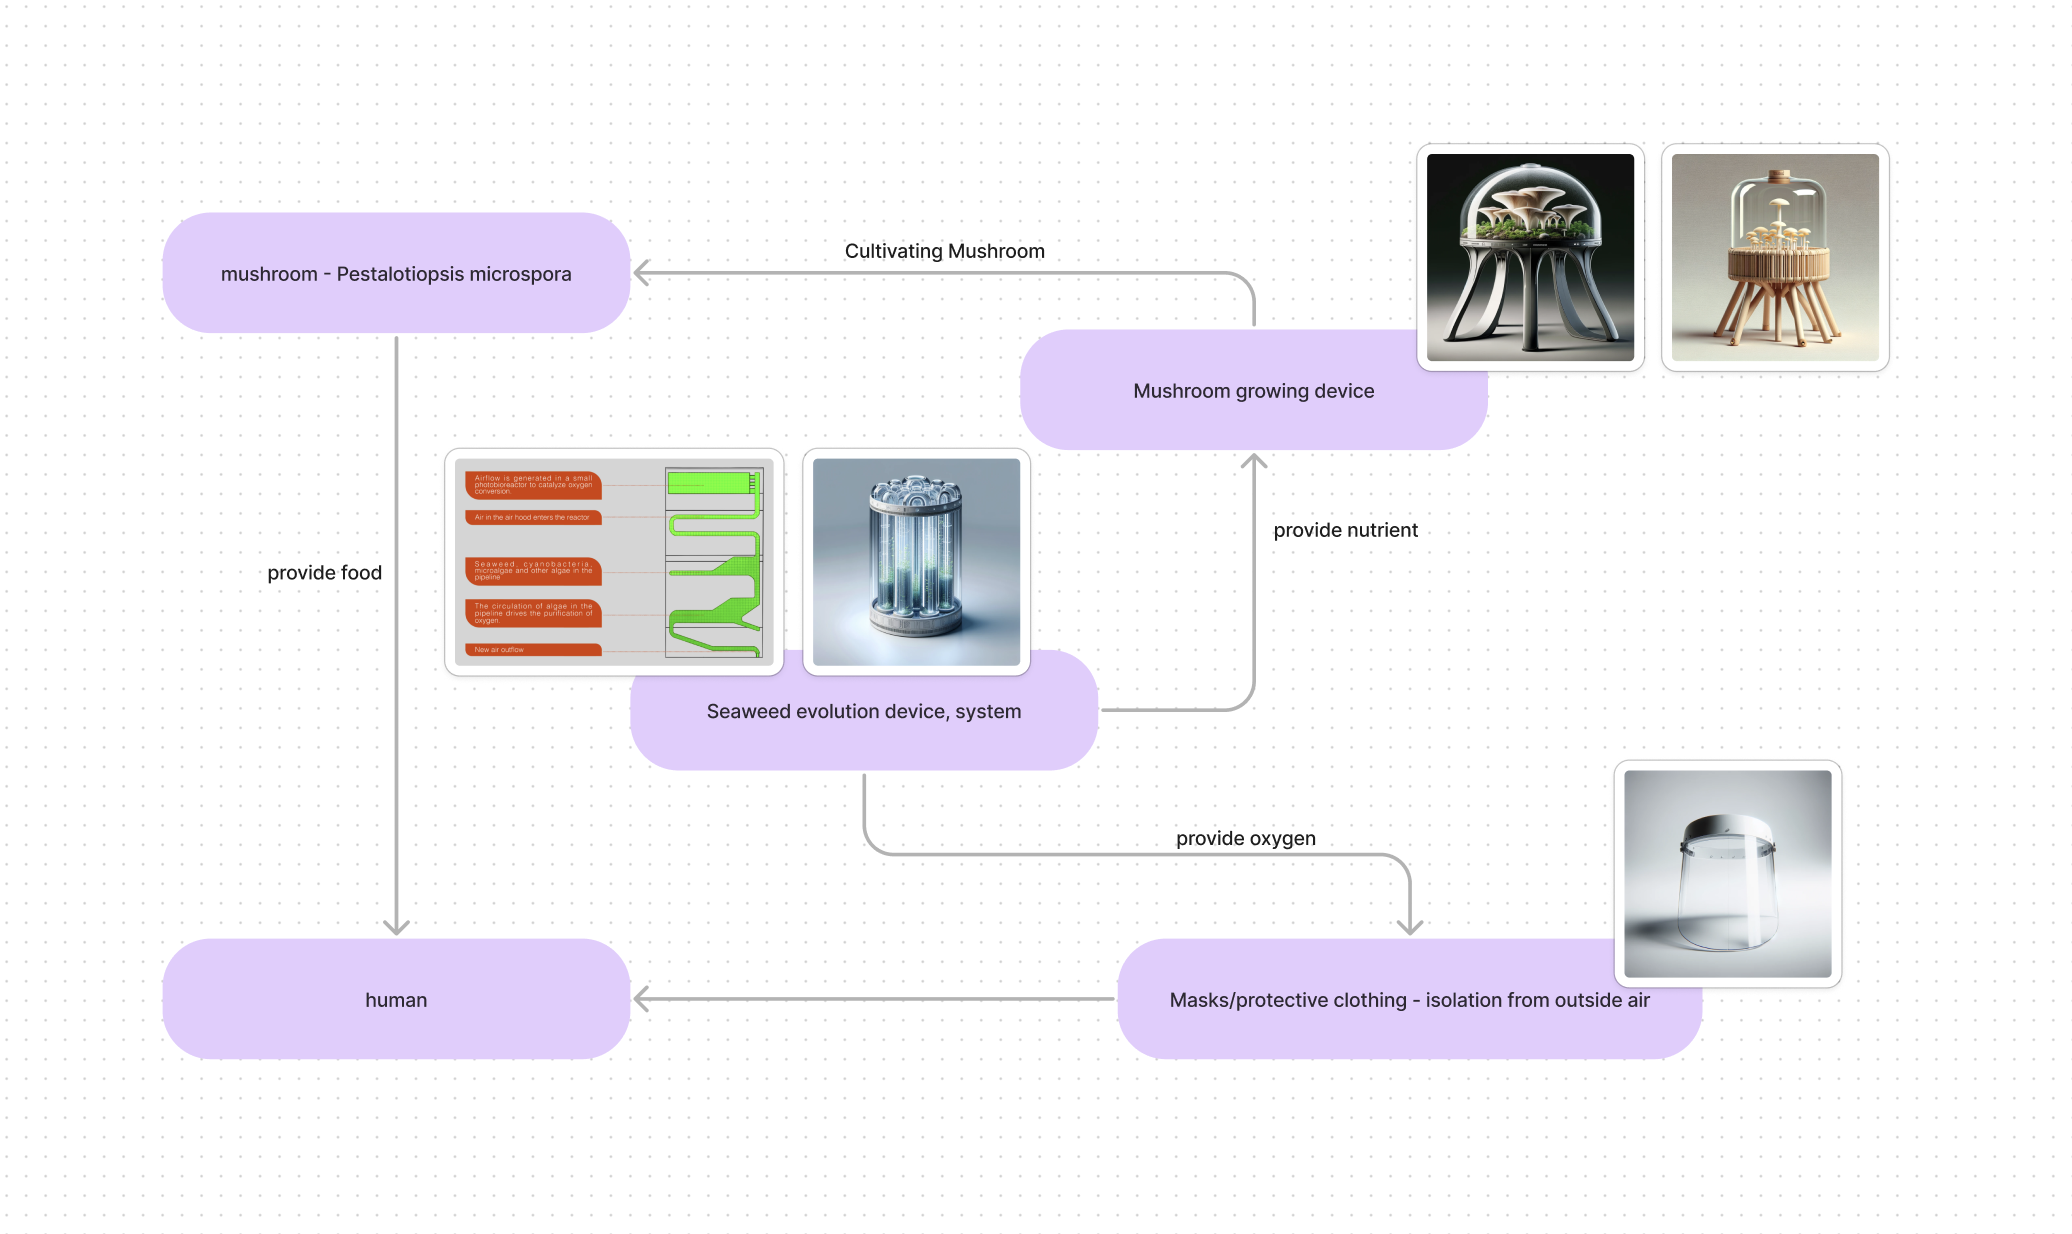 Cultivating Mushroom
mushroom - Pestalotiopsis microspora
Mushroom growing device
Airflow is generated in a small
photobioreactor to catalyze oxygen
conversion.
Air in the air hood enters the reactor
Seaweed, cyanobacteria,
microalgae and other algae in the
pipeline
The circulation of algae in the
pipeline drives the purification of
oxygen.
New air outflow
provide nutrient
provide food
Seaweed evolution device, system
provide oxygen
human
Masks/protective clothing - isolation from outside air